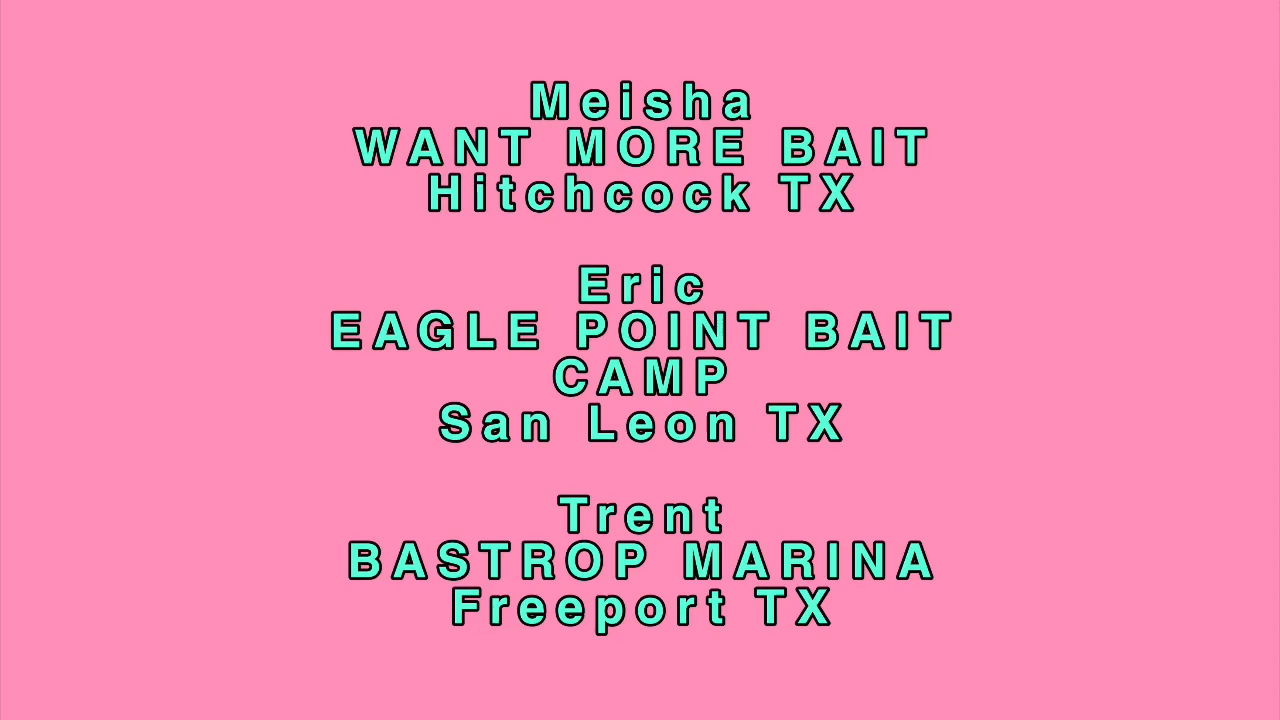 Meisha
WANT MORE BAIT
Hitchcock TX
Eric
EAGLE POINT BAIT
CAMP
San Leon TX
Trent
BASTROP MARINA
Freeport TX